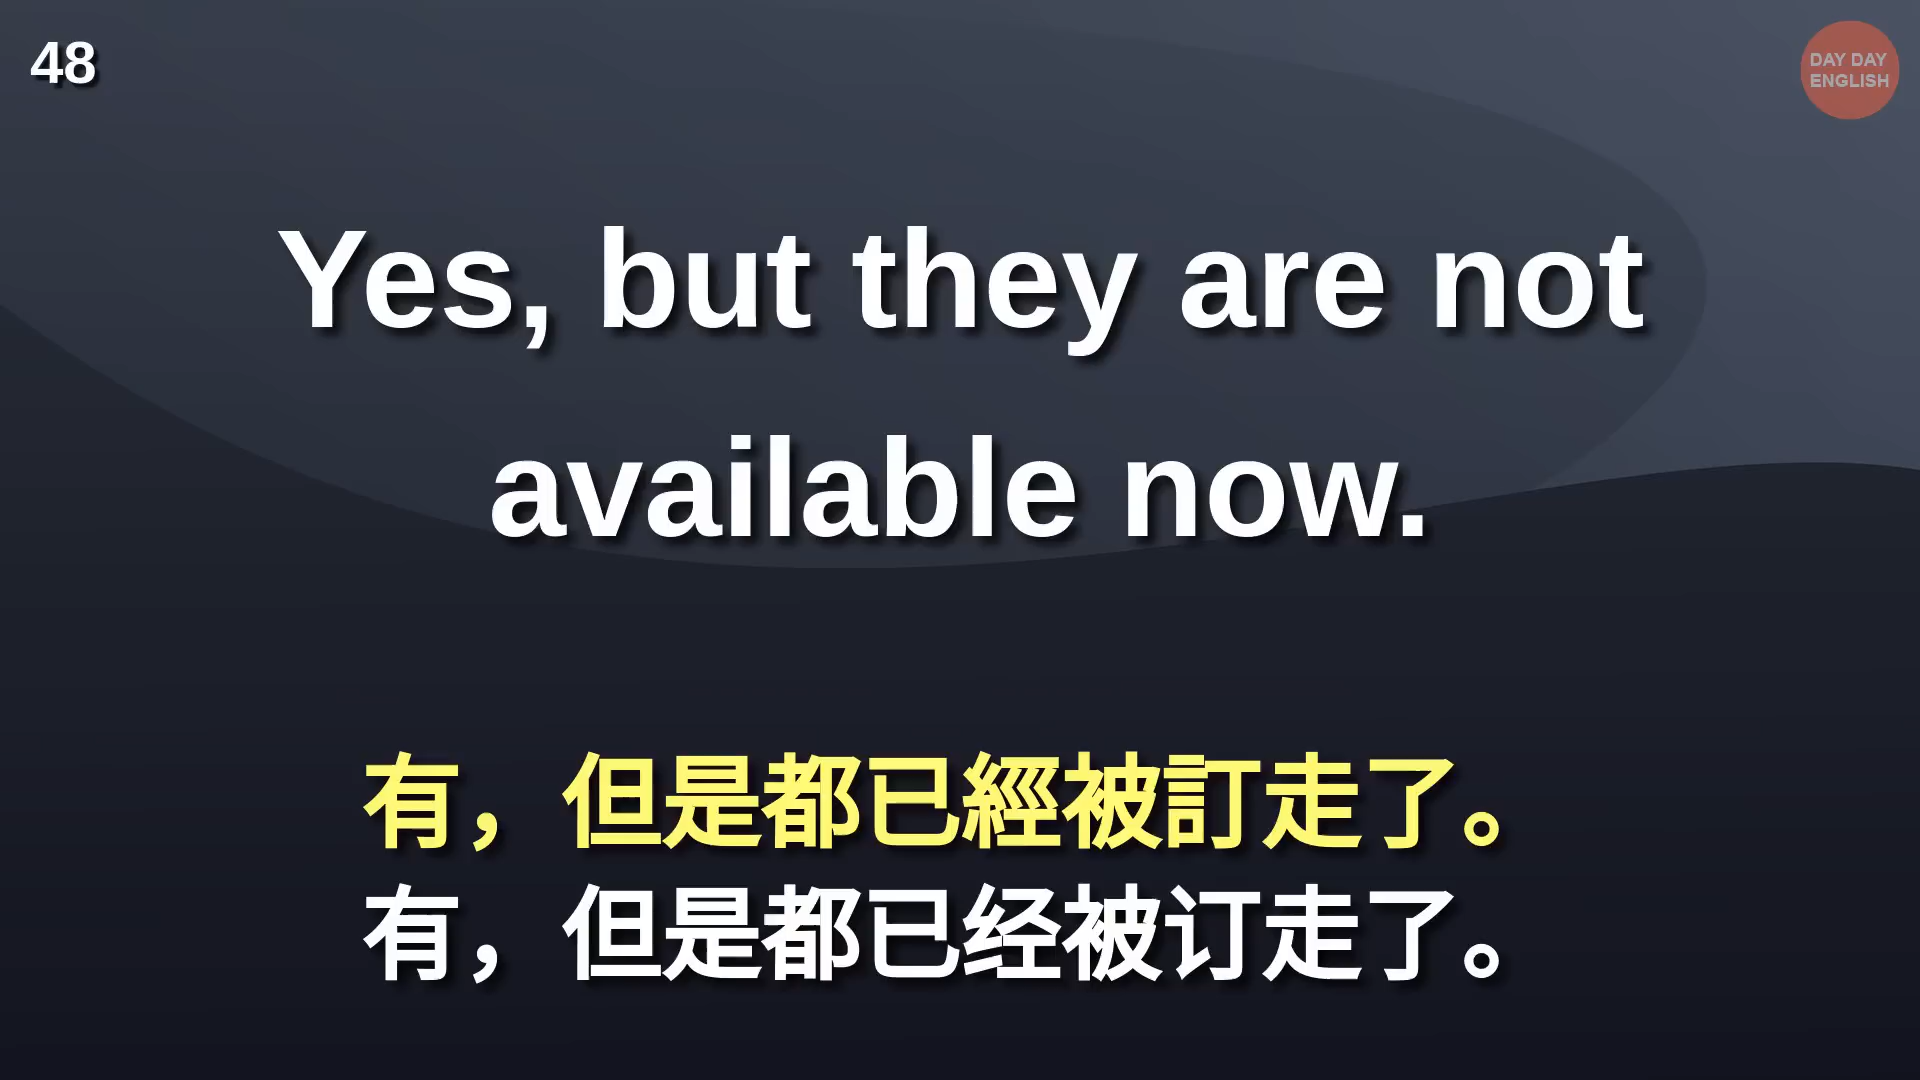 48
DAY DAY
ENGLISH
Yes, but they are not
available now.
有，但是都已經被訂走了。
有，但是都已经被订走了。